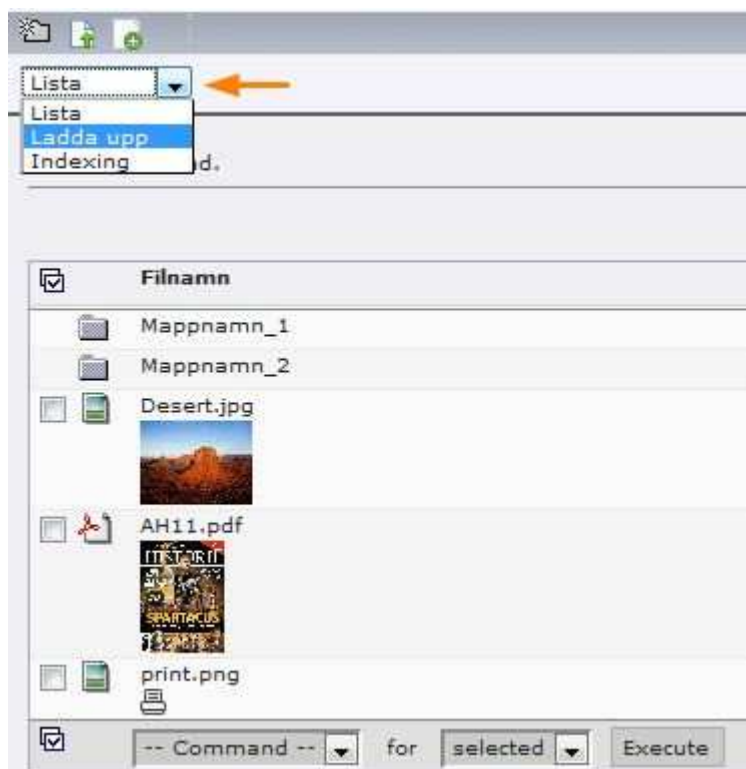 Lista
Lista
Ladda upp
Indexing
d.
Filnamn
Mappnamn_1
Mappnamn_2
Desert.jpg
AH11.pdf
HISTORIE
SPARTACUS
print.png
-- Command -- for selected Execute